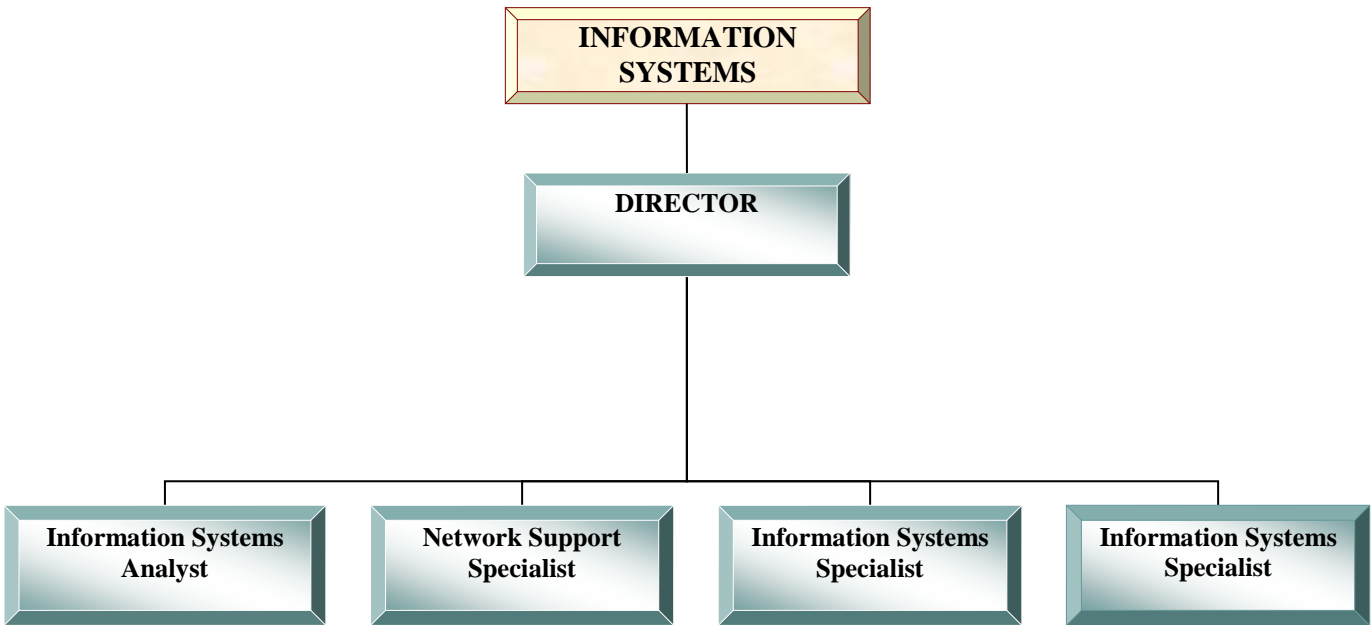 INFORMATION
SYSTEMS
DIRECTOR
Information Systems
Analyst
Network Support
Specialist
Information Systems
Specialist
Information Systems
Specialist